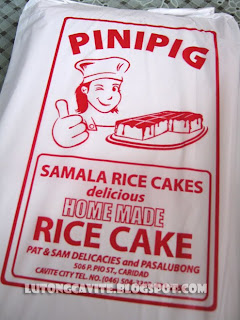 PINIPIG
SAMALA RICE CAKES
delicious
HOME MADE
RICE CAKE
PAT & SAM DELICACIES and PASALUBONG
506 P. PIO ST., CARIDAD
CAVITE CITY TEL. NO. (046)
LUTONGCAVITE.BLOGSPOT.COM